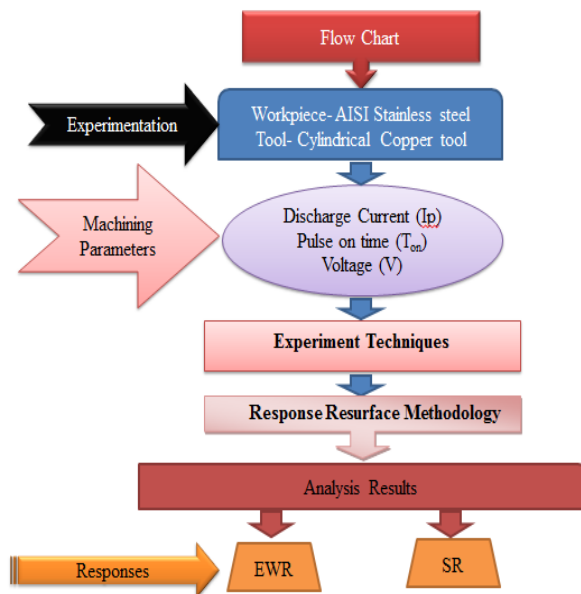 Flow Chart
Experimentation
Workpiece- AISI Stainless steel
Tool- Cylindrical Copper tool
Machining
Parameters
Discharge Current (Ip)
Pulse on time (Ton)
Voltage (V)
Experiment Techniques
Response Resurface Methodology
Analysis Results
Responses
EWR
SR